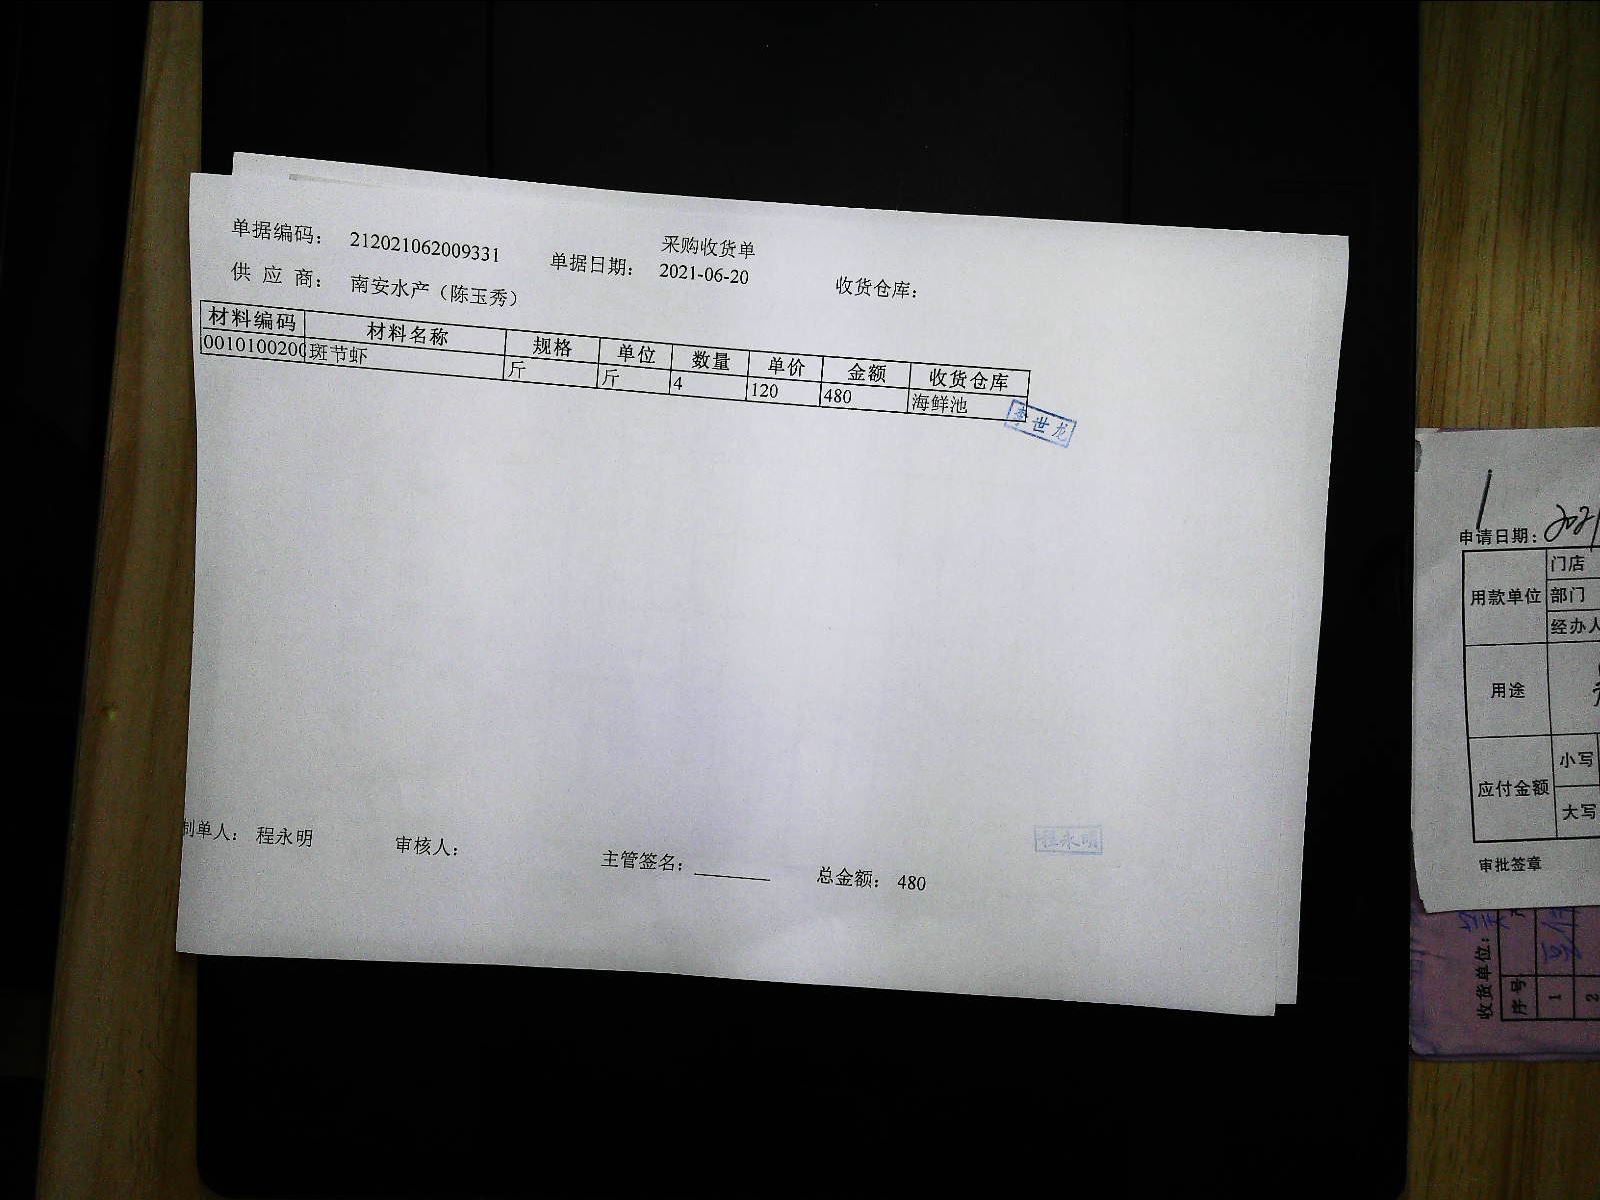 采购收货单
单据编码： 212021062009331 单据日期： 2021-06-20 收货仓库：
供 应 商： 南安水产（陈玉秀）
材料编码 材料名称 规格 单位 数量 单价 金额 收货仓库
0010100200 斑节虾 斤 斤 4 120 480 海鲜池
李世龙
制单人： 程永明 审核人： 主管签名： 总金额： 480
程永明
申请日期： 2021
用款单位 门店
部门
经办人
用途
应付金额 小写
大写
审批签章
收货单位：
序号 1 2